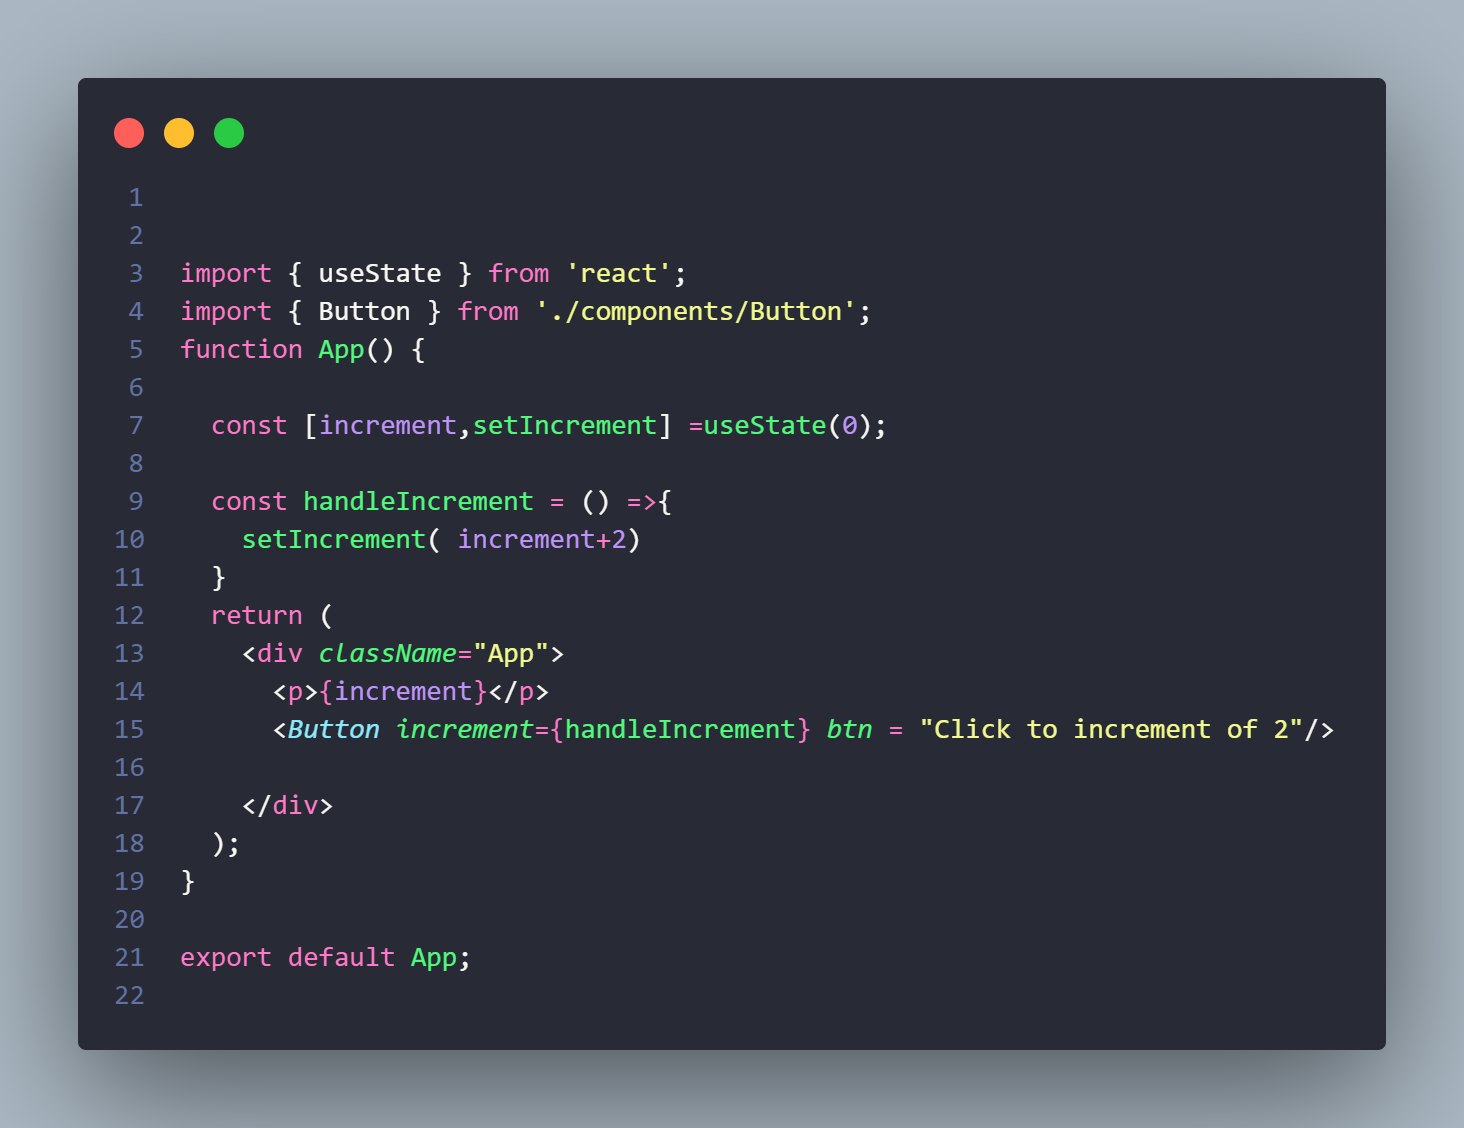 1
2
3 import { useState } from 'react';
4 import { Button } from './components/Button';
5 function App() {
6
7   const [increment,setIncrement] =useState(0);
8
9   const handleIncrement = () =>{
10     setIncrement( increment+2)
11   }
12   return (
13     <div className="App">
14       <p>{increment}</p>
15       <Button increment={handleIncrement} btn = "Click to increment of 2"/>
16
17     </div>
18   );
19 }
20
21 export default App;
22